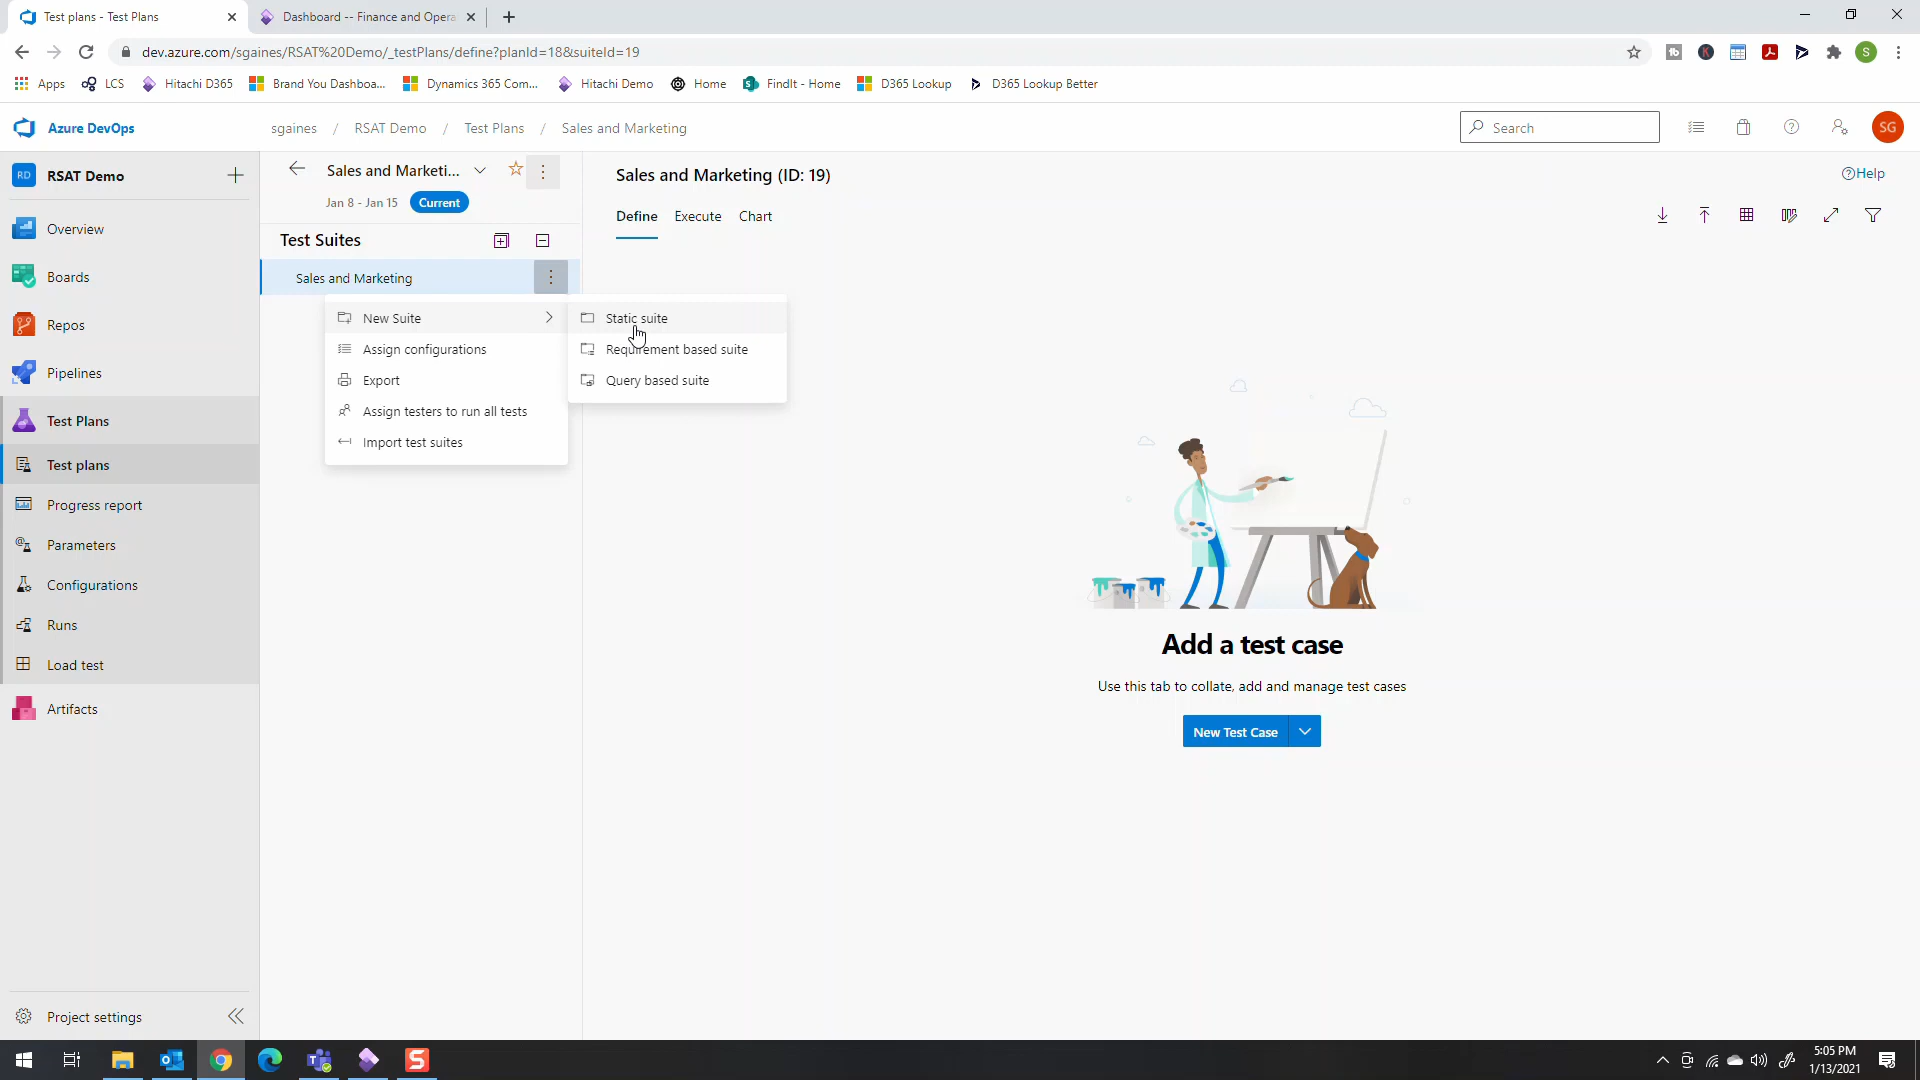 Test plans - Test Plans
Dashboard -- Finance and Opera
dev.azure.com/sgaines/RSAT%20Demo/_testPlans/define?planId=18&suiteId=19
S
Apps
LCS
Hitachi D365
Brand You Dashboa...
Dynamics 365 Com...
Hitachi Demo
Home
FindIt - Home
D365 Lookup
D365 Lookup Better
Azure DevOps
sgaines / RSAT Demo / Test Plans / Sales and Marketing
Search
SG
RD
RSAT Demo
Overview
Boards
Repos
Pipelines
Test Plans
Test plans
Progress report
Parameters
Configurations
Runs
Load test
Artifacts
Project settings
Sales and Marketi...
Jan 8 - Jan 15
Current
Test Suites
Sales and Marketing
New Suite
Assign configurations
Export
Assign testers to run all tests
Import test suites
Static suite
Requirement based suite
Query based suite
Sales and Marketing (ID: 19)
Help
Define
Execute
Chart
Add a test case
Use this tab to collate, add and manage test cases
New Test Case
5:05 PM
1/13/2021